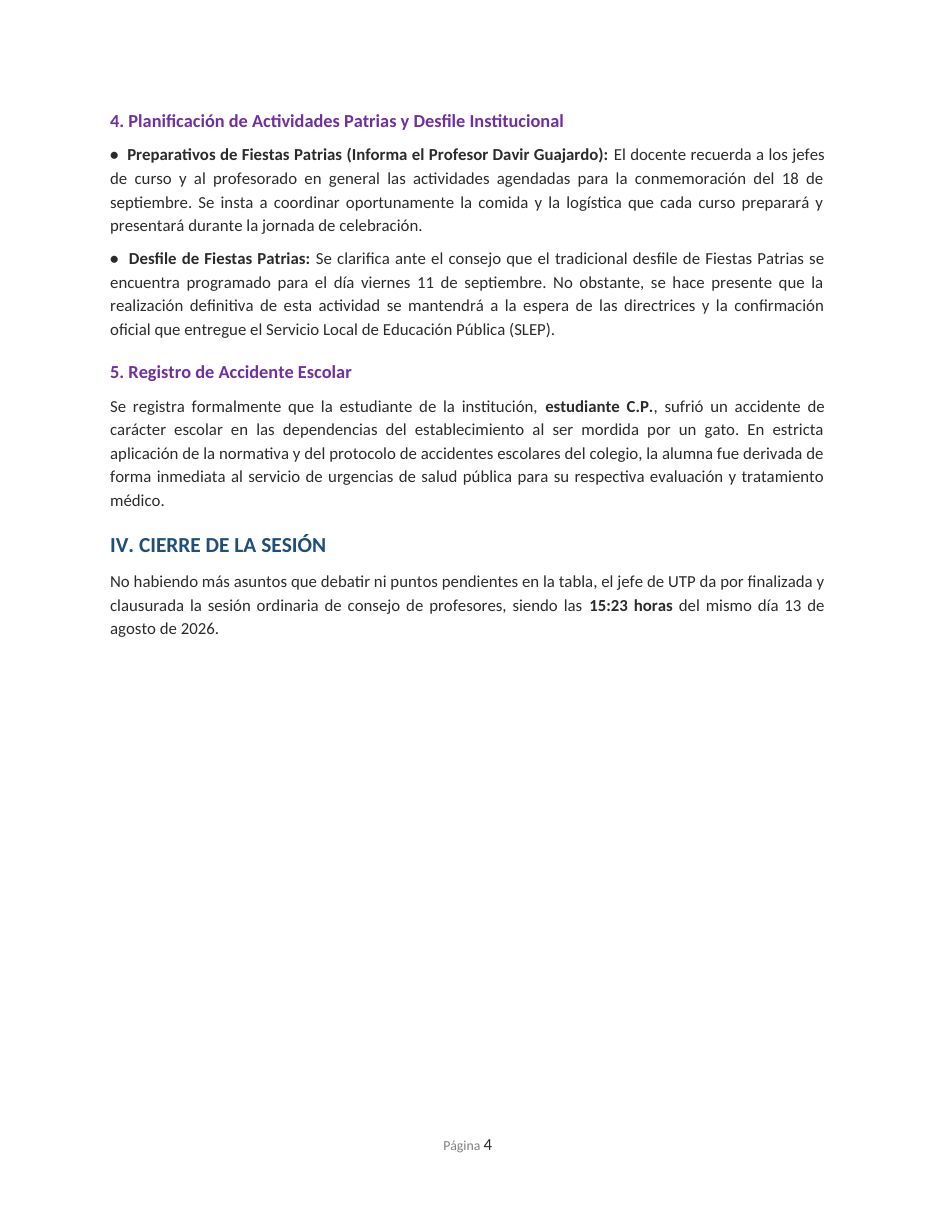 4. Planificación de Actividades Patrias y Desfile Institucional
● Preparativos de Fiestas Patrias (Informa el Profesor Davir Guajardo): El docente recuerda a los jefes
de curso y al profesorado en general las actividades agendadas para la conmemoración del 18 de
septiembre. Se insta a coordinar oportunamente la comida y la logística que cada curso preparará y
presentará durante la jornada de celebración.
● Desfile de Fiestas Patrias: Se clarifica ante el consejo que el tradicional desfile de Fiestas Patrias se
encuentra programado para el día viernes 11 de septiembre. No obstante, se hace presente que la
realización definitiva de esta actividad se mantendrá a la espera de las directrices y la confirmación
oficial que entregue el Servicio Local de Educación Pública (SLEP).
5. Registro de Accidente Escolar
Se registra formalmente que la estudiante de la institución, estudiante C.P., sufrió un accidente de
carácter escolar en las dependencias del establecimiento al ser mordida por un gato. En estricta
aplicación de la normativa y del protocolo de accidentes escolares del colegio, la alumna fue derivada de
forma inmediata al servicio de urgencias de salud pública para su respectiva evaluación y tratamiento
médico.
IV. CIERRE DE LA SESIÓN
No habiendo más asuntos que debatir ni puntos pendientes en la tabla, el jefe de UTP da por finalizada y
clausurada la sesión ordinaria de consejo de profesores, siendo las 15:23 horas del mismo día 13 de
agosto de 2026.
Página 4